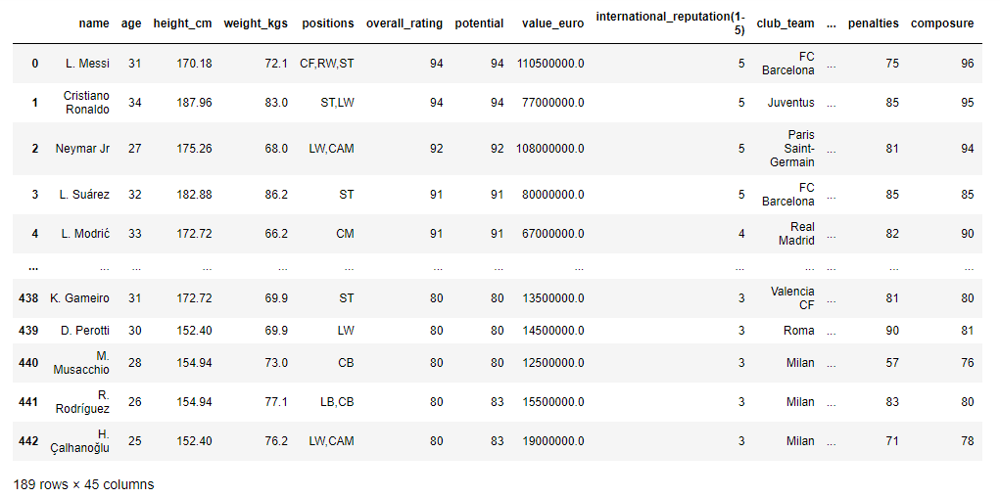 name age height_cm weight_kgs positions overall_rating potential value_euro international_reputation(1-5) club_team ... penalties composure
0 L. Messi 31 170.18 72.1 CF,RW,ST 94 94 110500000.0 5 FC Barcelona ... 75 96
1 Cristiano Ronaldo 34 187.96 83.0 ST,LW 94 94 77000000.0 5 Juventus ... 85 95
2 Neymar Jr 27 175.26 68.0 LW,CAM 92 92 108000000.0 5 Paris Saint-Germain ... 81 94
3 L. Suárez 32 182.88 86.2 ST 91 91 80000000.0 5 FC Barcelona ... 85 85
4 L. Modrić 33 172.72 66.2 CM 91 91 67000000.0 4 Real Madrid ... 82 90
... ... ... ... ... ... ... ... ... ... ... ... ... ...
438 K. Gameiro 31 172.72 69.9 ST 80 80 13500000.0 3 Valencia CF ... 81 80
439 D. Perotti 30 152.40 69.9 LW 80 80 14500000.0 3 Roma ... 90 81
440 M. Musacchio 28 154.94 73.0 CB 80 80 12500000.0 3 Milan ... 57 76
441 R. Rodríguez 26 154.94 77.1 LB,CB 80 83 15500000.0 3 Milan ... 83 80
442 H. Çalhanoğlu 25 152.40 76.2 LW,CAM 80 83 19000000.0 3 Milan ... 71 78
189 rows × 45 columns